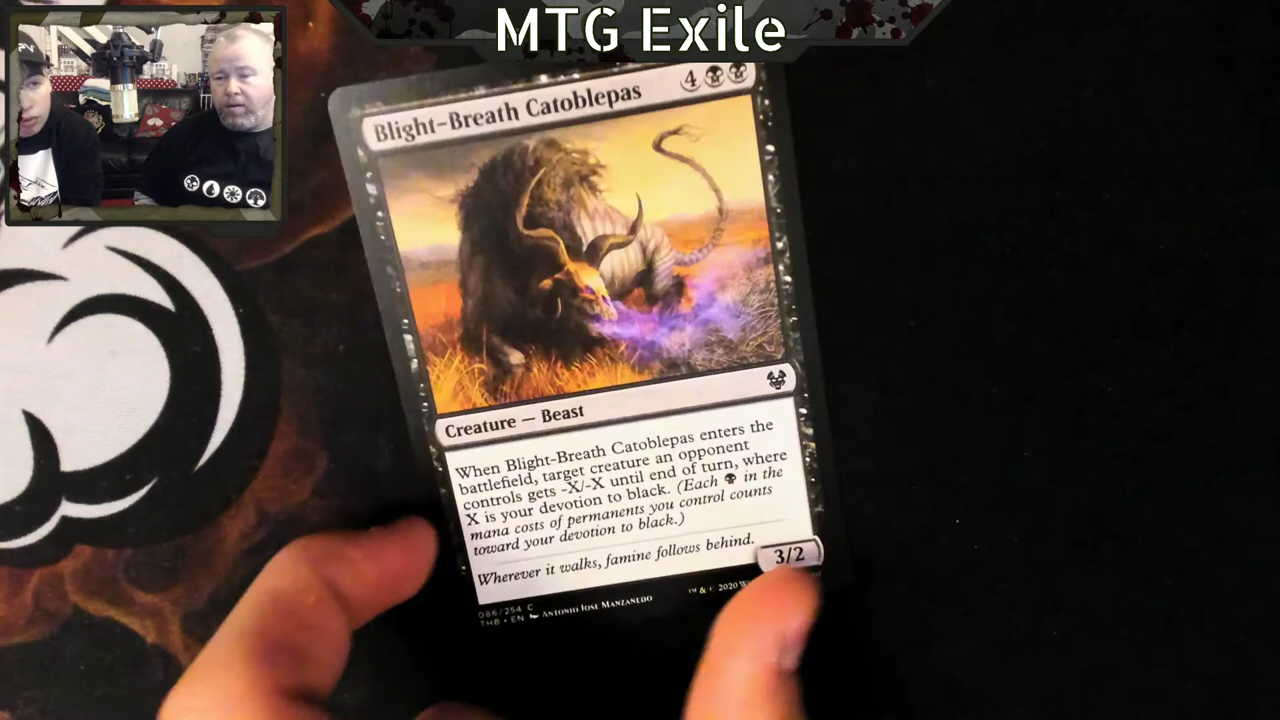 MTG Exile
Blight-Breath Catoblepas 4
Creature — Beast
When Blight-Breath Catoblepas enters the
battlefield, target creature an opponent
controls gets -X/-X until end of turn, where
X is your devotion to black. (Each in the
mana costs of permanents you control counts
toward your devotion to black.)
Wherever it walks, famine follows behind.
3/2
086/254 C
THB • EN Antonio José Manzanedo
™ & © 2020